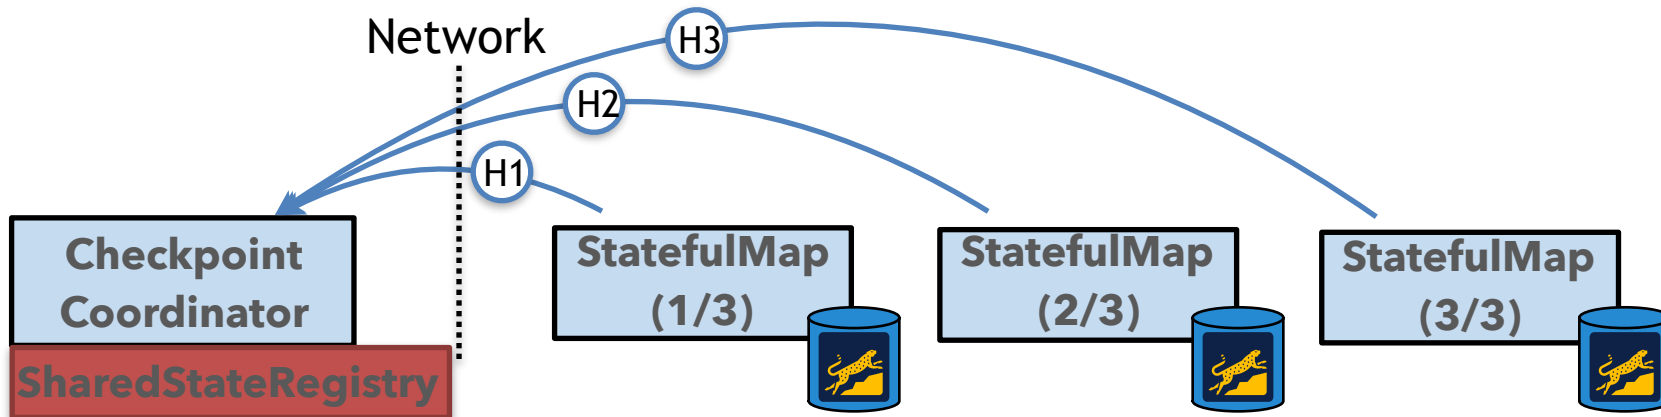 Network
H3
H2
H1
Checkpoint
Coordinator
SharedStateRegistry
StatefulMap
(1/3)
StatefulMap
(2/3)
StatefulMap
(3/3)